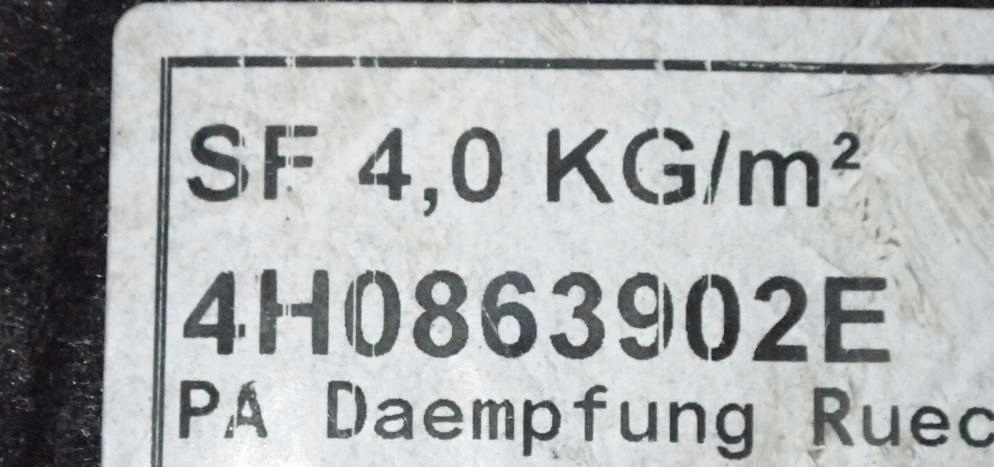 SF 4,0 KG/m²
4H0863902E
PA Daempfung Ruec